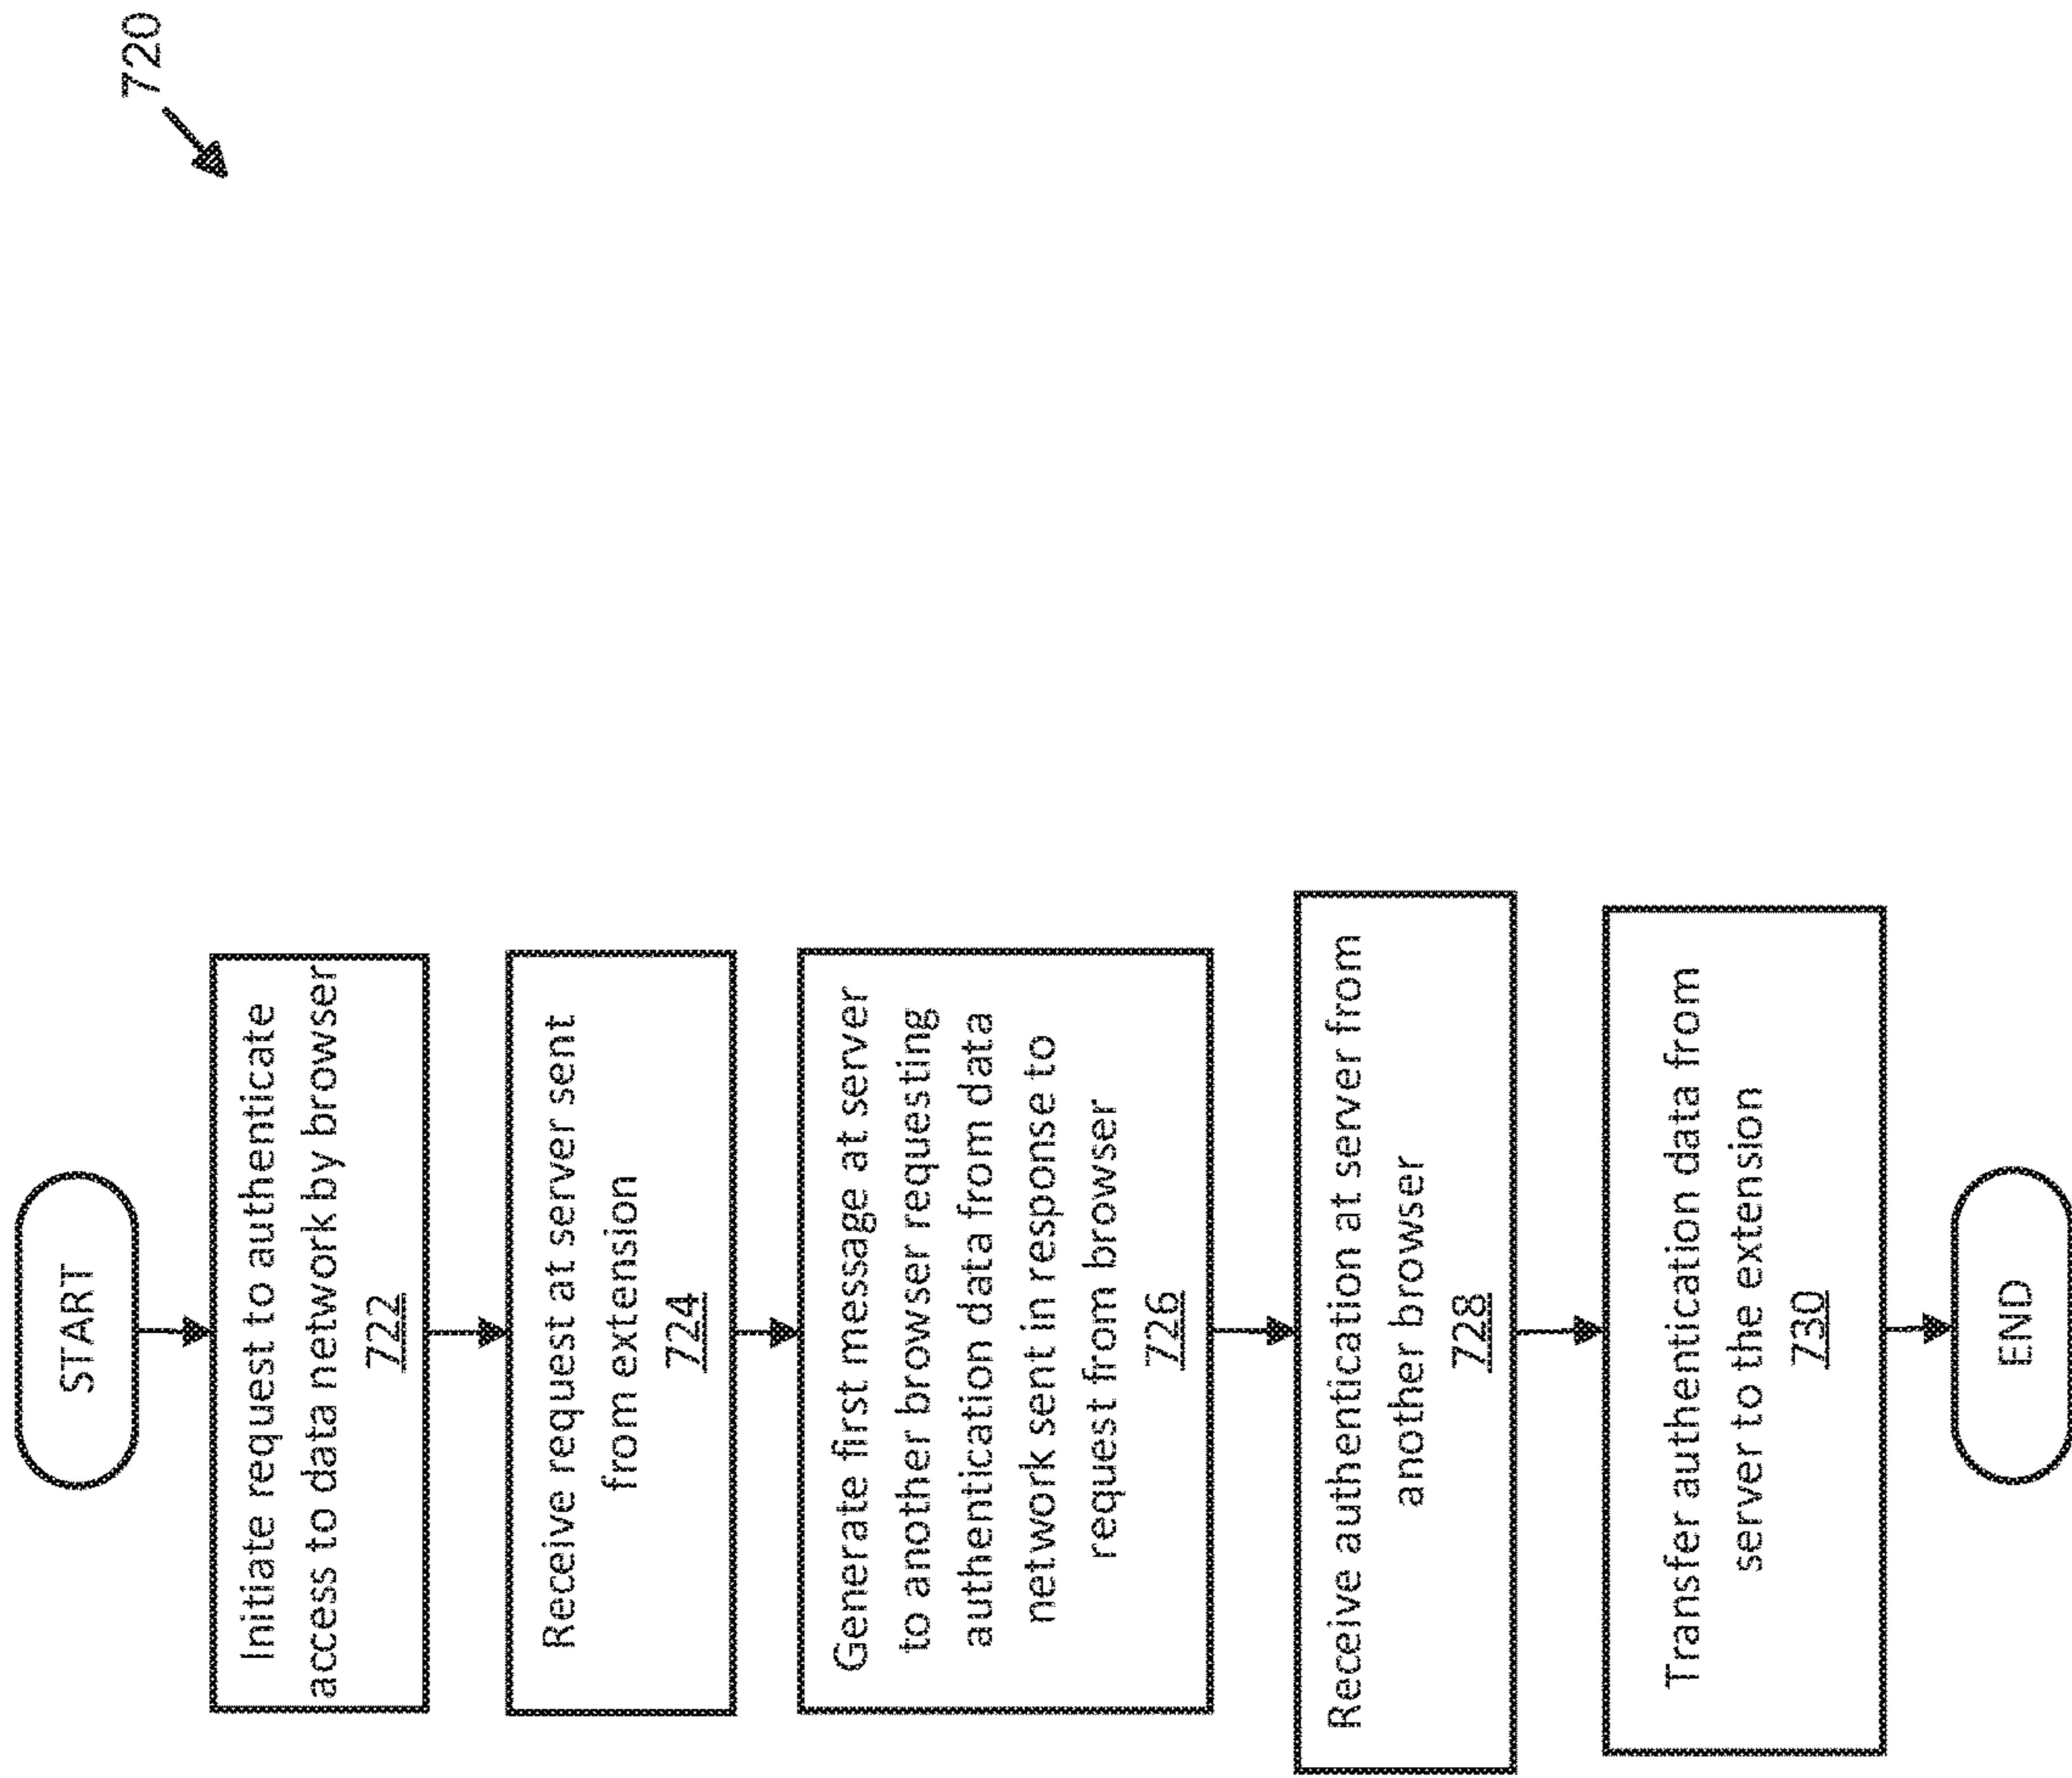 720
START
Initiate request to authenticate
access to data network by browser
722
Receive request at server sent
from extension
724
Generate first message at server
to another browser requesting
authentication data from data
network sent in response to
request from browser
726
Receive authentication at server from
another browser
728
Transfer authentication data from
server to the extension
730
END